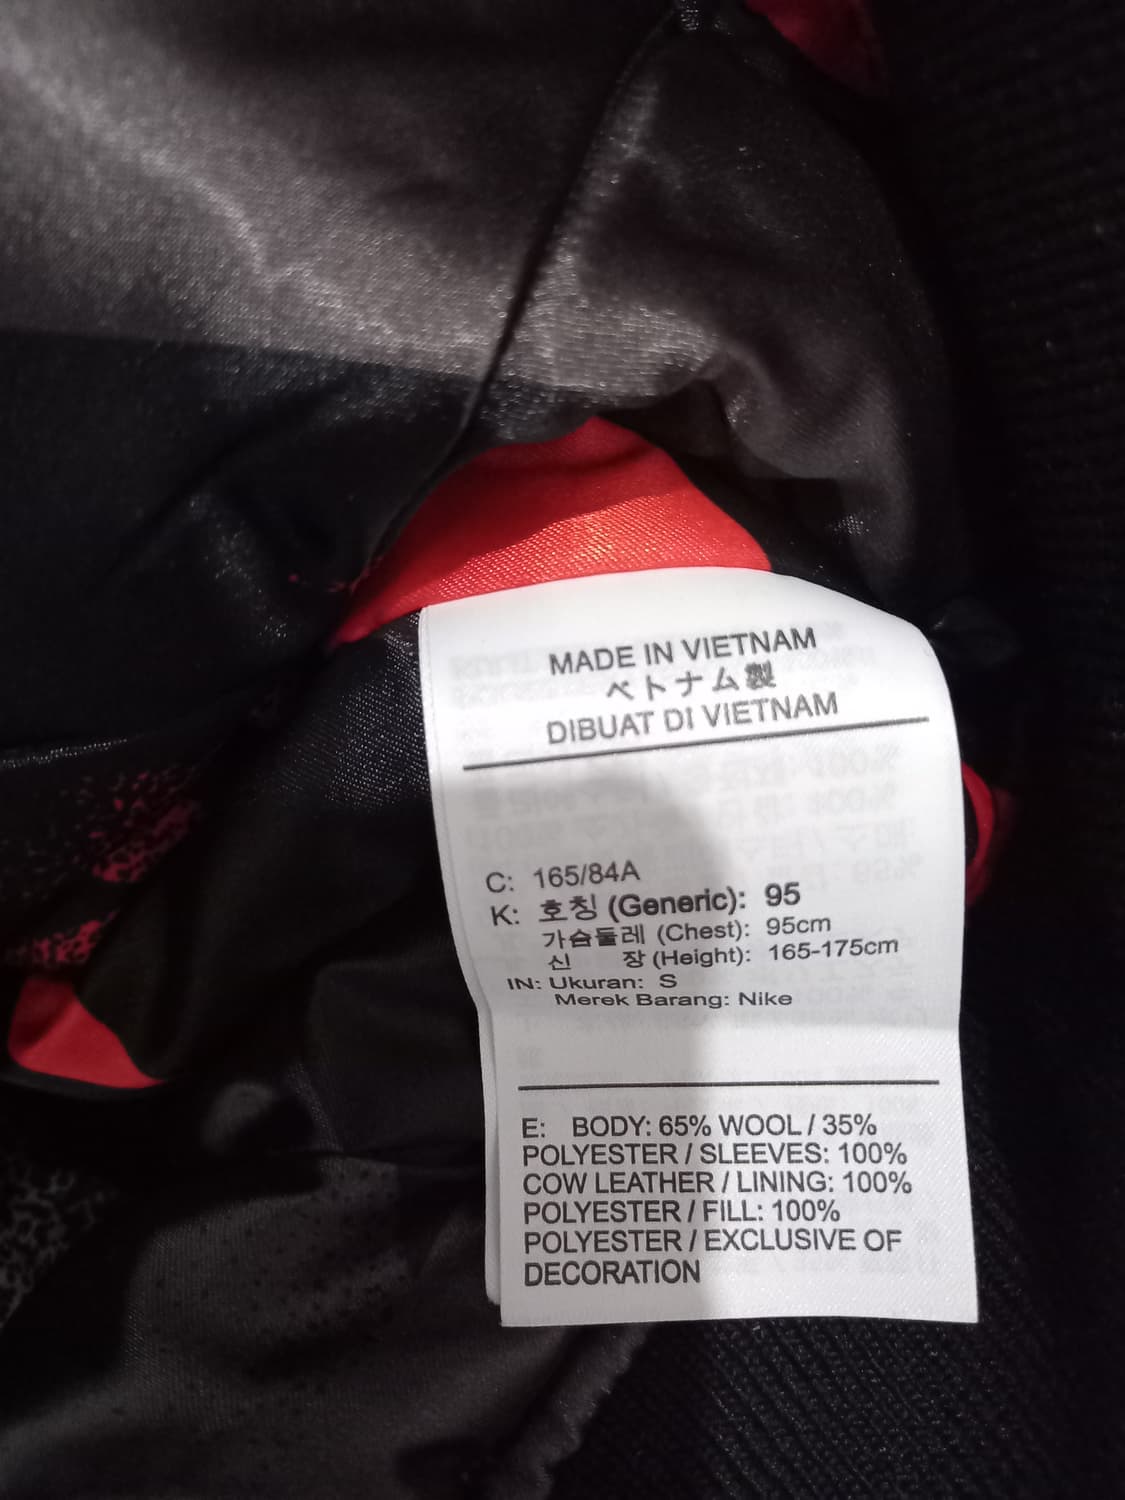 MADE IN VIETNAM
ベトナム製
DIBUAT DI VIETNAM
C: 165/84A
K: 호칭 (Generic): 95
가슴둘레 (Chest): 95cm
신 장 (Height): 165-175cm
IN: Ukuran: S
Merek Barang: Nike
E: BODY: 65% WOOL / 35%
POLYESTER / SLEEVES: 100%
COW LEATHER / LINING: 100%
POLYESTER / FILL: 100%
POLYESTER / EXCLUSIVE OF
DECORATION